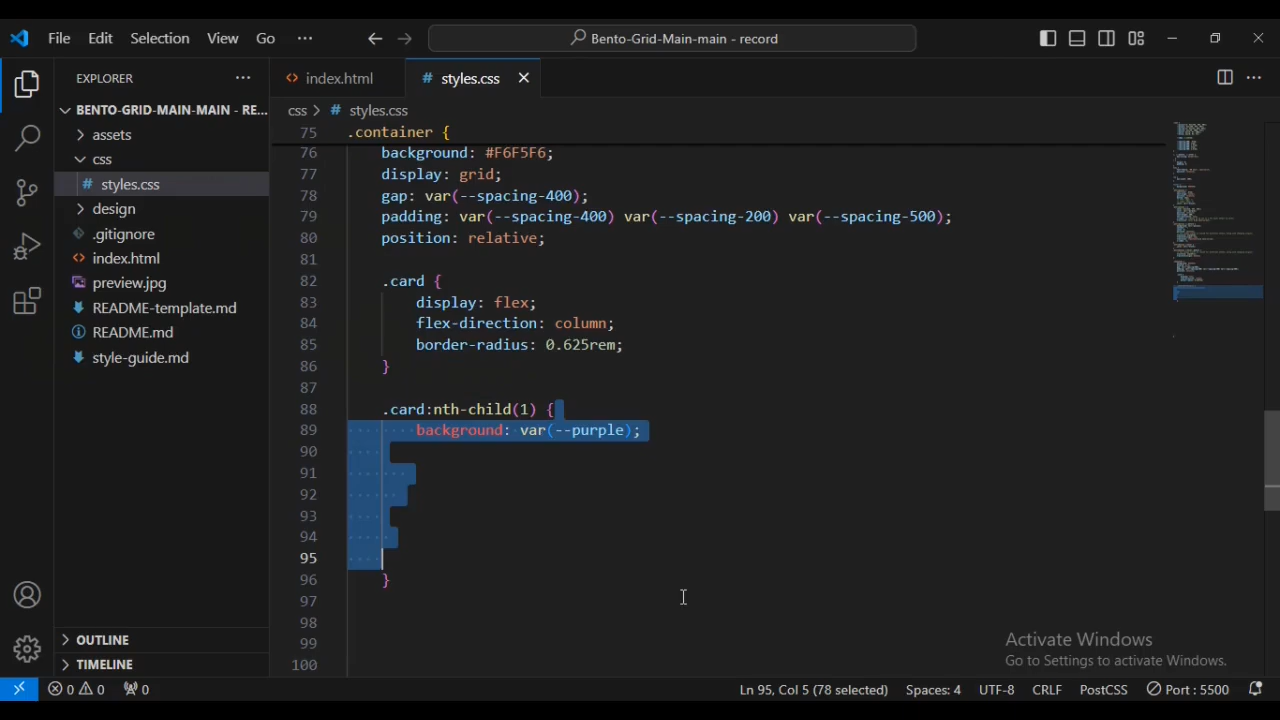 File Edit Selection View Go ··· Bento-Grid-Main-main - record
EXPLORER ···
BENTO-GRID-MAIN-MAIN - RE...
assets
css
styles.css
design
.gitignore
index.html
preview.jpg
README-template.md
README.md
style-guide.md
OUTLINE
TIMELINE
index.html styles.css
css > styles.css
75 .container {
76 background: #F6F5F6;
77 display: grid;
78 gap: var(--spacing-400);
79 padding: var(--spacing-400) var(--spacing-200) var(--spacing-500);
80 position: relative;
81
82 .card {
83 display: flex;
84 flex-direction: column;
85 border-radius: 0.625rem;
86 }
87
88 .card:nth-child(1) {
89 background: var(--purple);
90
91
92
93
94
95
96 }
97
98
99
100
Activate Windows
Go to Settings to activate Windows.
0 0 0 Ln 95, Col 5 (78 selected) Spaces: 4 UTF-8 CRLF PostCSS Port : 5500